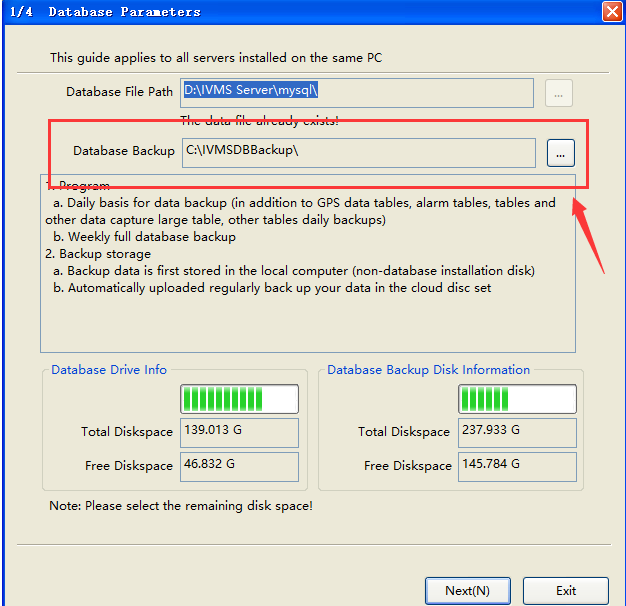 1/4 Database Parameters
This guide applies to all servers installed on the same PC
Database File Path D:\IVMS Server\mysql\ ...
The data file already exists!
Database Backup C:\IVMSDBBackup\ ...
1. Program
a. Daily basis for data backup (in addition to GPS data tables, alarm tables, tables and
other data capture large table, other tables daily backups)
b. Weekly full database backup
2. Backup storage
a. Backup data is first stored in the local computer (non-database installation disk)
b. Automatically uploaded regularly back up your data in the cloud disc set
Database Drive Info
Total Diskspace 139.013 G
Free Diskspace 46.832 G
Database Backup Disk Information
Total Diskspace 237.933 G
Free Diskspace 145.784 G
Note: Please select the remaining disk space!
Next(N) Exit